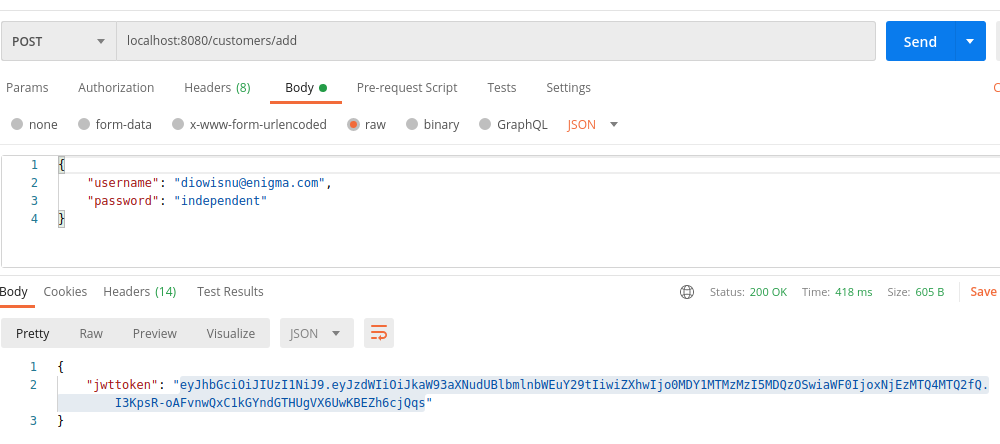 POST localhost:8080/customers/add Send
Params Authorization Headers (8) Body Pre-request Script Tests Settings
none form-data x-www-form-urlencoded raw binary GraphQL JSON
1 {
2 "username": "diowisnu@enigma.com",
3 "password": "independent"
4 }
Body Cookies Headers (14) Test Results Status: 200 OK Time: 418 ms Size: 605 B Save
Pretty Raw Preview Visualize JSON
1 {
2 "jwttoken": "eyJhbGciOiJIUzI1NiJ9.eyJzdWIiOiJkaW93aXNudUBlbmlnbWEuY29tIiwiZXhwIjo0MDY1MTMzMzI5MDQzOSwiaWF0IjoxNjEzMTQ4MTQ2fQ.
I3KpsR-oAFvnwQxC1kGYndGTHUgVX6UwKBEZh6cjQqs"
3 }